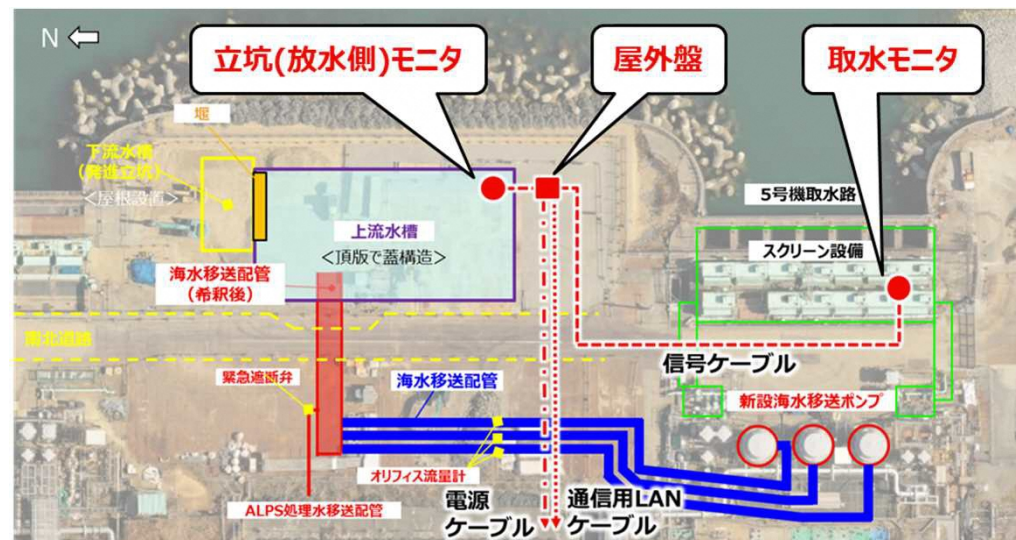 N
立坑(放水側)モニタ
屋外盤
取水モニタ
堰
下流水槽
(発進立坑)
<屋根設置>
5号機取水路
上流水槽
<頂版で蓋構造>
スクリーン設備
海水移送配管
(希釈後)
南北道路
信号ケーブル
緊急遮断弁
海水移送配管
新設海水移送ポンプ
オリフィス流量計
電源
ケーブル
通信用LAN
ケーブル
ALPS処理水移送配管